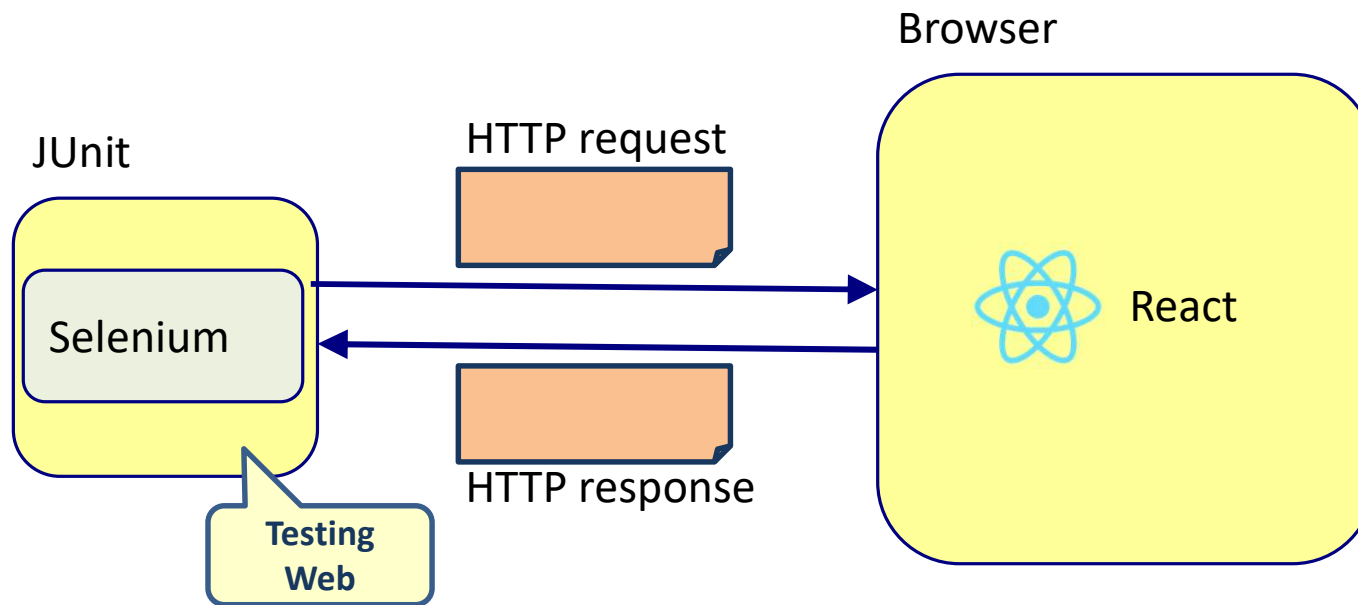 Browser
JUnit
HTTP request
Selenium
React
HTTP response
Testing
Web